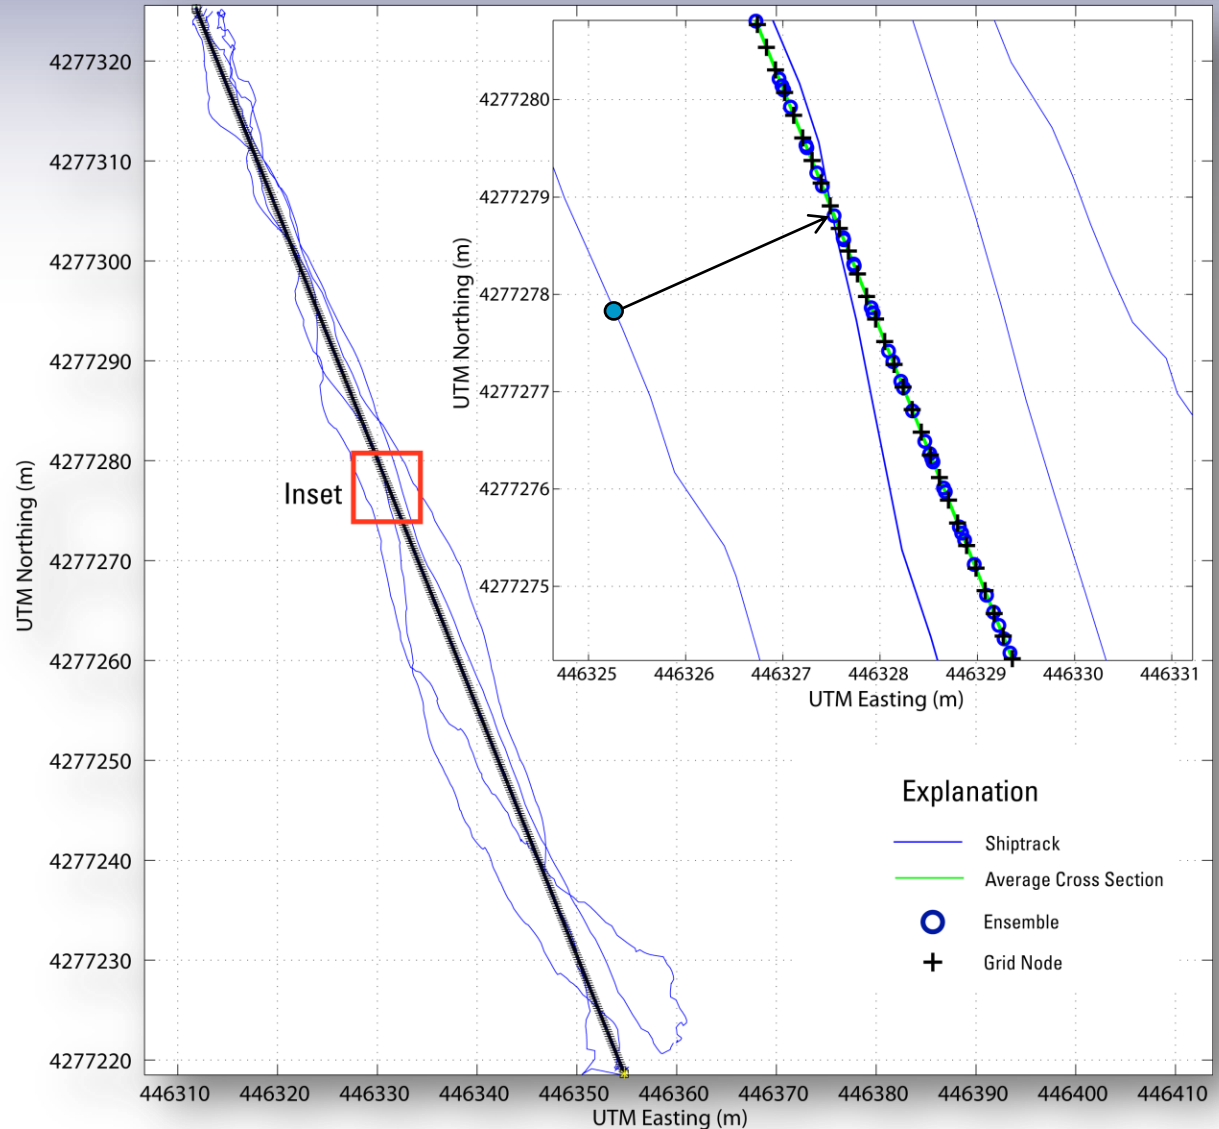 4277320
4277310
4277300
4277290
4277280
4277270
4277260
4277250
4277240
4277230
4277220
UTM Northing (m)
446310 446320 446330 446340 446350 446360 446370 446380 446390 446400 446410
UTM Easting (m)
Inset
4277280
4277279
4277278
4277277
4277276
4277275
UTM Northing (m)
446325 446326 446327 446328 446329 446330 446331
UTM Easting (m)
Explanation
Shiptrack
Average Cross Section
Ensemble
Grid Node